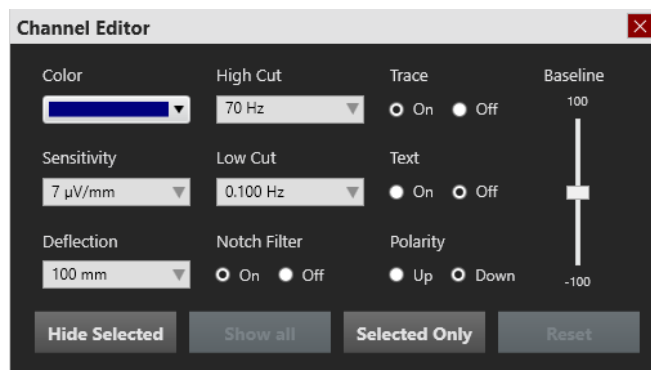 Channel Editor
Color High Cut Trace Baseline
70 Hz On Off 100
Sensitivity Low Cut Text
7 µV/mm 0.100 Hz On Off
Deflection Notch Filter Polarity
100 mm On Off Up Down -100
Hide Selected Show all Selected Only Reset